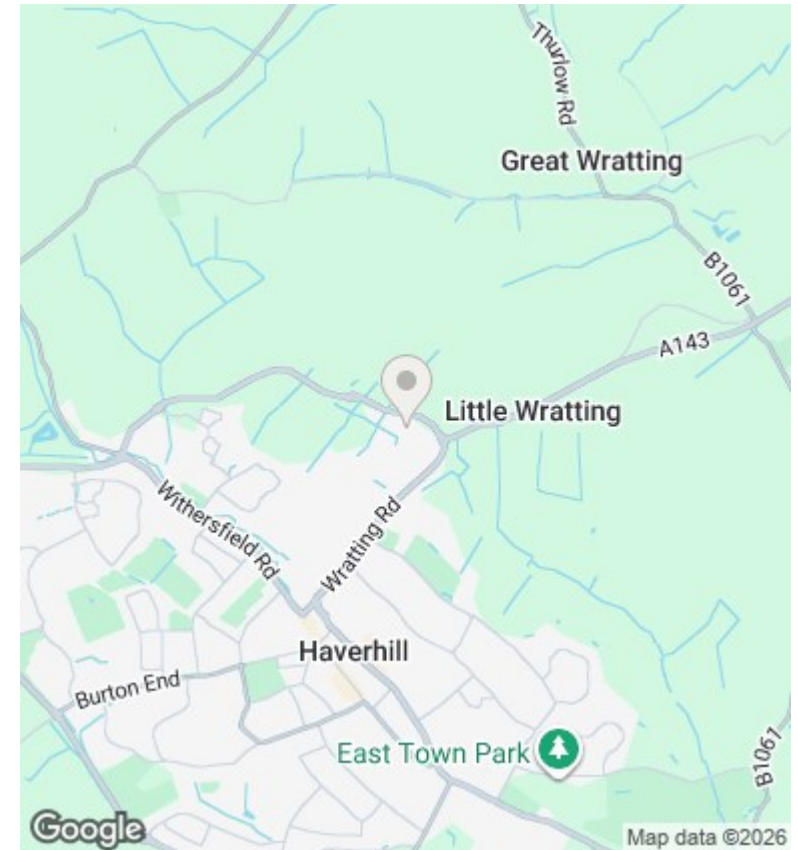 Thurlow Rd
Great Wratting
B1061
A143
Little Wratting
Withersfield Rd
Wratting Rd
Haverhill
Burton End
East Town Park
B1061
Google
Map data ©2026